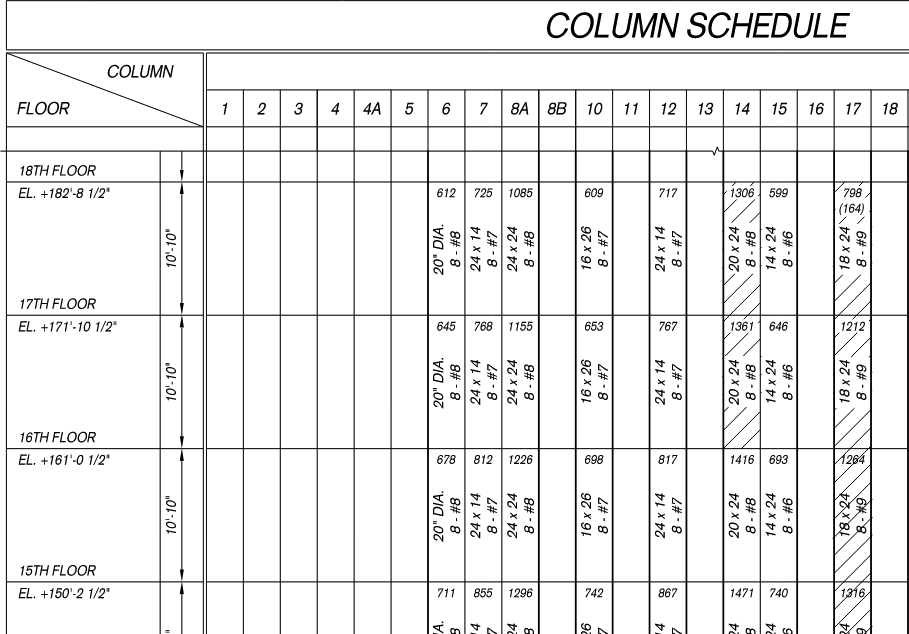 COLUMN SCHEDULE
COLUMN
FLOOR
1 2 3 4 4A 5 6 7 8A 8B 10 11 12 13 14 15 16 17 18
18TH FLOOR
EL. +182'-8 1/2"
612 725 1085 609 717 1306 599 798
(164)
10'-10"
20" DIA.
8 - #8
24 x 14
8 - #7
24 x 24
8 - #8
16 x 26
8 - #7
24 x 14
8 - #7
20 x 24
8 - #8
14 x 24
8 - #6
18 x 24
8 - #9
17TH FLOOR
EL. +171'-10 1/2"
645 768 1155 653 767 1361 646 1212
10'-10"
20" DIA.
8 - #8
24 x 14
8 - #7
24 x 24
8 - #8
16 x 26
8 - #7
24 x 14
8 - #7
20 x 24
8 - #8
14 x 24
8 - #6
18 x 24
8 - #9
16TH FLOOR
EL. +161'-0 1/2"
678 812 1226 698 817 1416 693 1264
10'-10"
20" DIA.
8 - #8
24 x 14
8 - #7
24 x 24
8 - #8
16 x 26
8 - #7
24 x 14
8 - #7
20 x 24
8 - #8
14 x 24
8 - #6
18 x 24
8 - #9
15TH FLOOR
EL. +150'-2 1/2"
711 855 1296 742 867 1471 740 1316